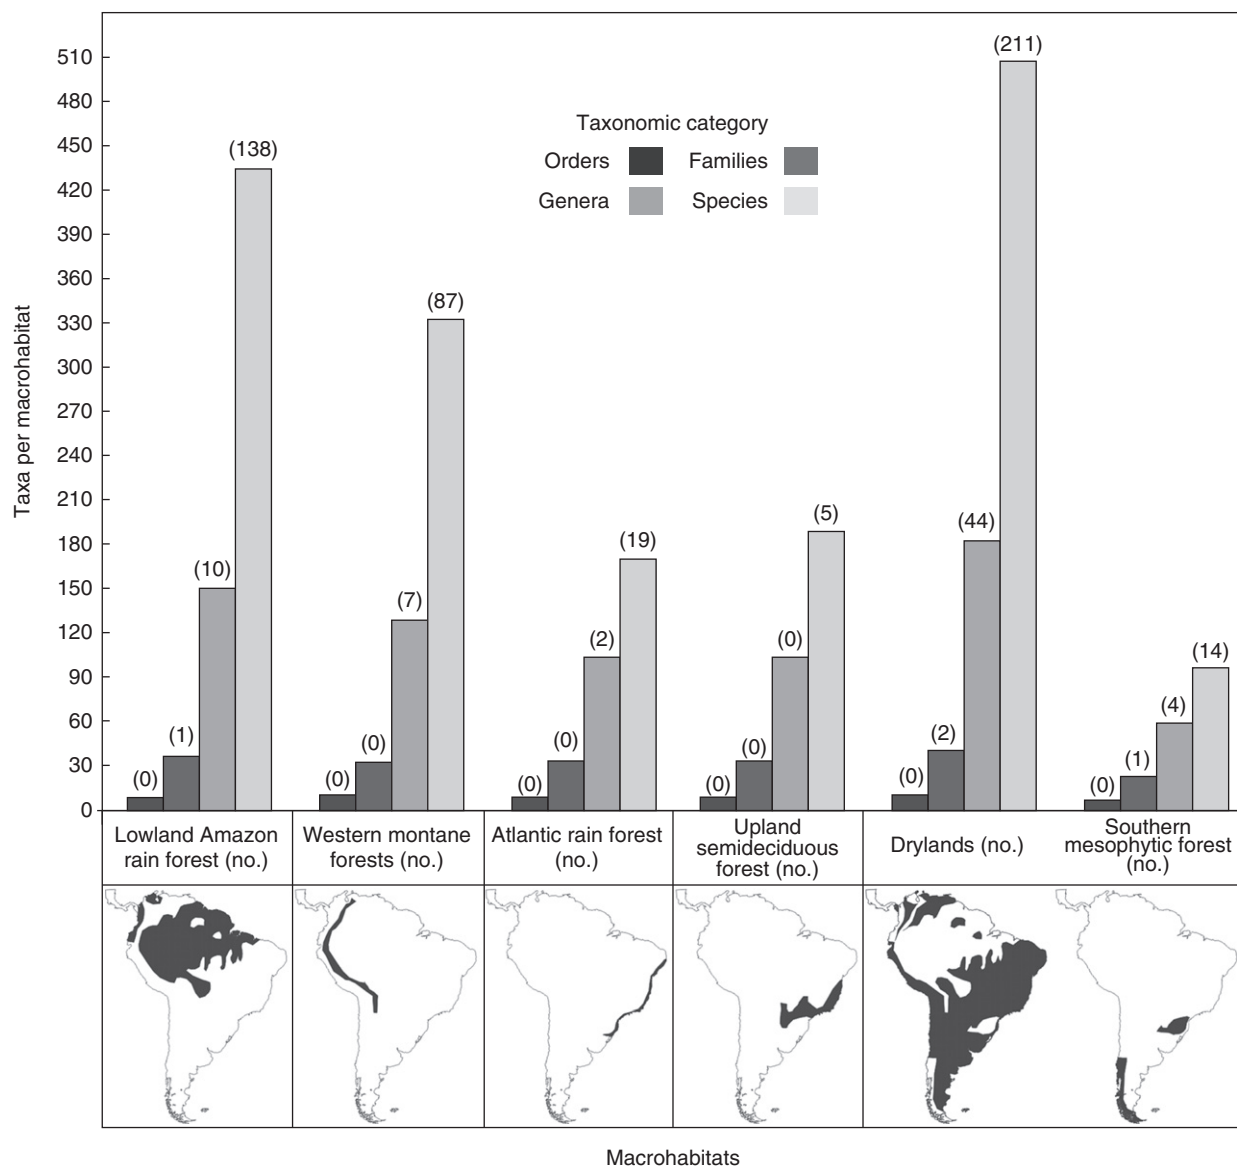 510
480
450
420
390
360
330
300
270
240
210
180
150
120
90
60
30
0
Taxa per macrohabitat
Taxonomic category
Orders
Families
Genera
Species
(0)
(1)
(10)
(138)
(0)
(0)
(7)
(87)
(0)
(0)
(2)
(19)
(0)
(0)
(0)
(5)
(0)
(2)
(44)
(211)
(0)
(1)
(4)
(14)
Lowland Amazon
rain forest (no.)
Western montane
forests (no.)
Atlantic rain forest
(no.)
Upland
semideciduous
forest (no.)
Drylands (no.)
Southern
mesophytic forest
(no.)
Macrohabitats